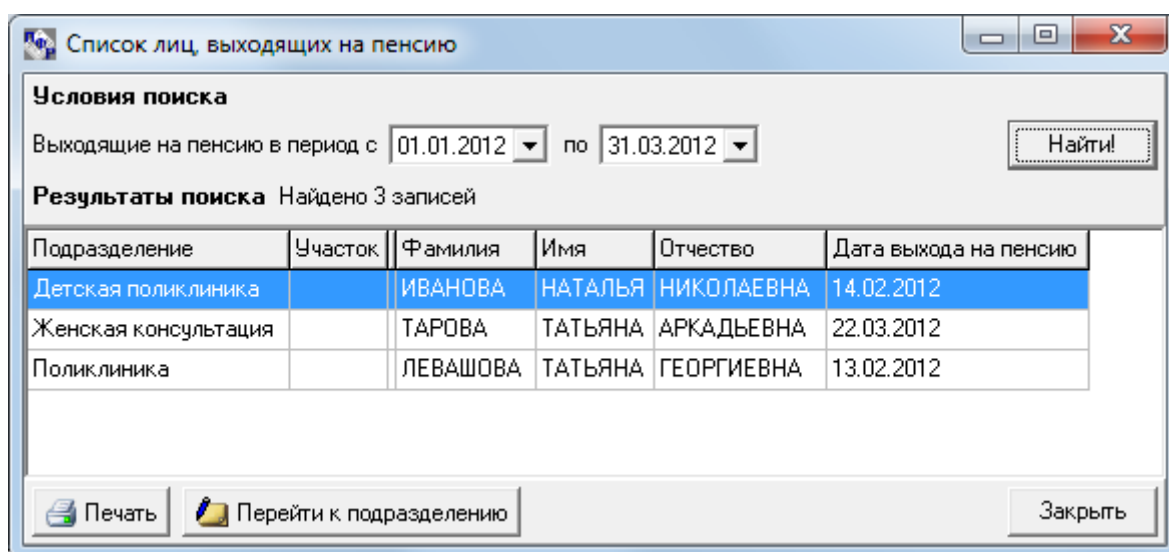 Список лиц, выходящих на пенсию
Условия поиска
Выходящие на пенсию в период с 01.01.2012 по 31.03.2012 Найти!
Результаты поиска Найдено 3 записей
Подразделение Участок Фамилия Имя Отчество Дата выхода на пенсию
Детская поликлиника ИВАНОВА НАТАЛЬЯ НИКОЛАЕВНА 14.02.2012
Женская консультация ТАРОВА ТАТЬЯНА АРКАДЬЕВНА 22.03.2012
Поликлиника ЛЕВАШОВА ТАТЬЯНА ГЕОРГИЕВНА 13.02.2012
Печать Перейти к подразделению Закрыть